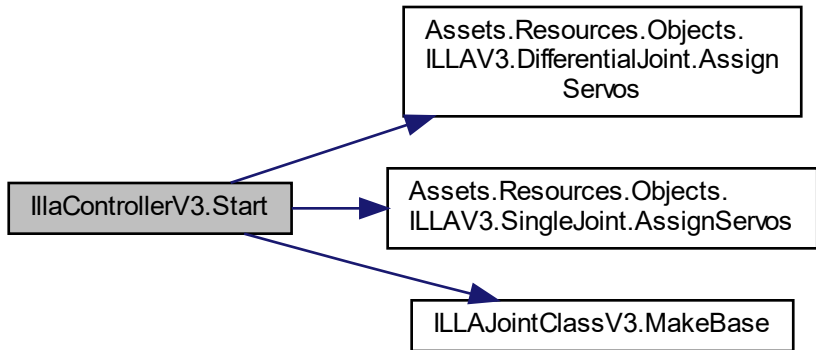 Assets.Resources.Objects.
ILLAV3.DifferentialJoint.Assign
Servos
IllaControllerV3.Start
Assets.Resources.Objects.
ILLAV3.SingleJoint.AssignServos
ILLAJointClassV3.MakeBase